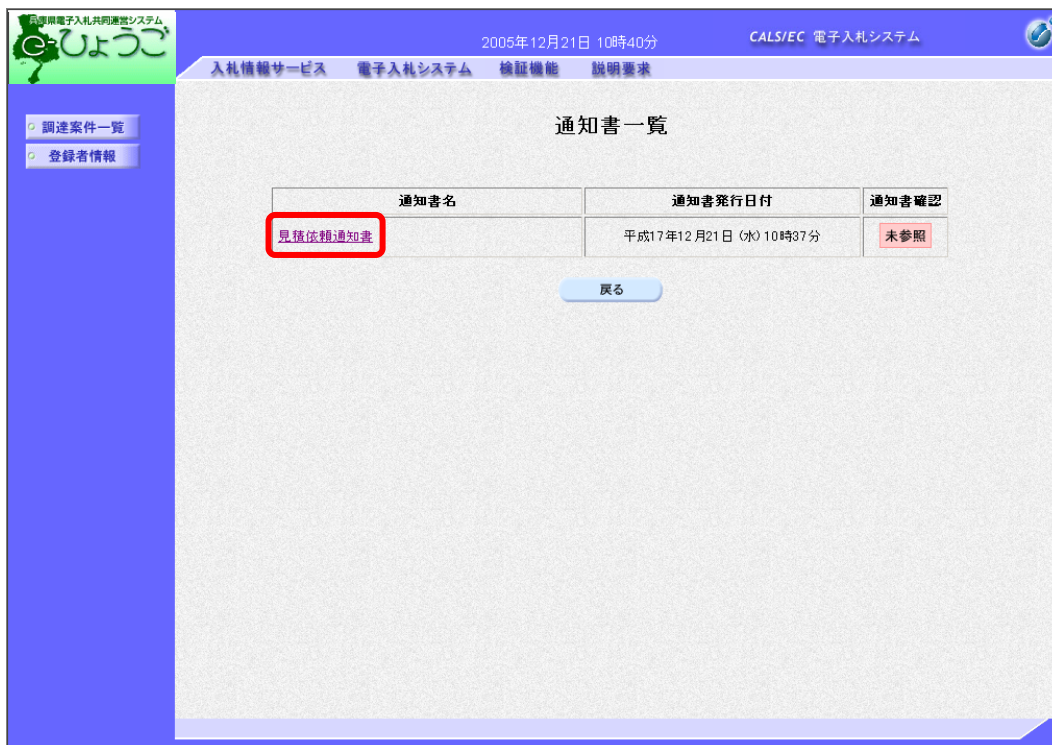 兵庫県電子入札共同運営システム
eひょうご
2005年12月21日 10時40分
CALS/EC 電子入札システム
入札情報サービス 電子入札システム 検証機能 説明要求
調達案件一覧
登録者情報
通知書一覧
通知書名 通知書発行日付 通知書確認
見積依頼通知書 平成17年12月21日 (水) 10時37分 未参照
戻る